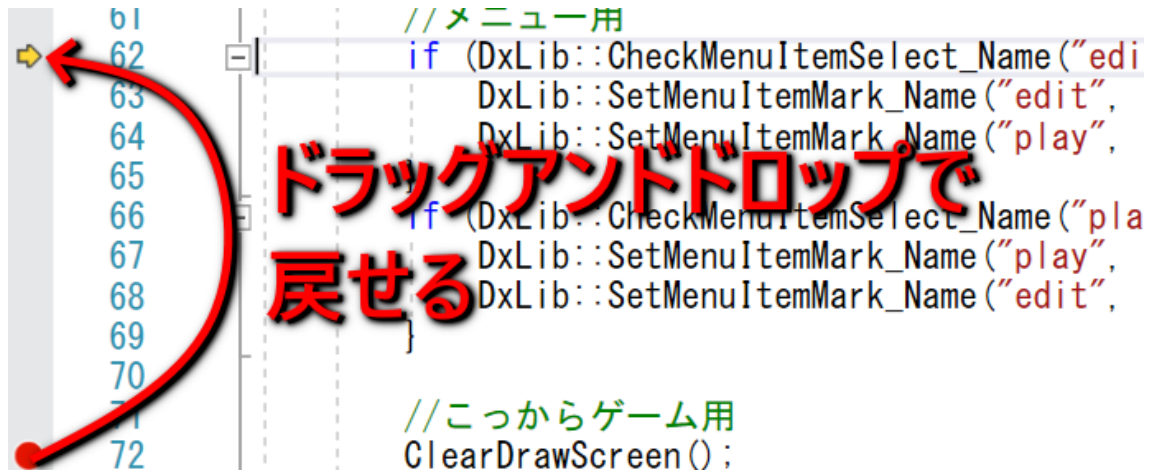 61 //メニュー用
62 if (DxLib::CheckMenuItemSelect_Name("edi
63 DxLib::SetMenuItemMark_Name("edit",
64 DxLib::SetMenuItemMark_Name("play",
65 }
ドラッグアンドドロップで
66 if (DxLib::CheckMenuItemSelect_Name("pla
67 DxLib::SetMenuItemMark_Name("play",
戻せる
68 DxLib::SetMenuItemMark_Name("edit",
69 }
70
71 //こっからゲーム用
72 ClearDrawScreen();